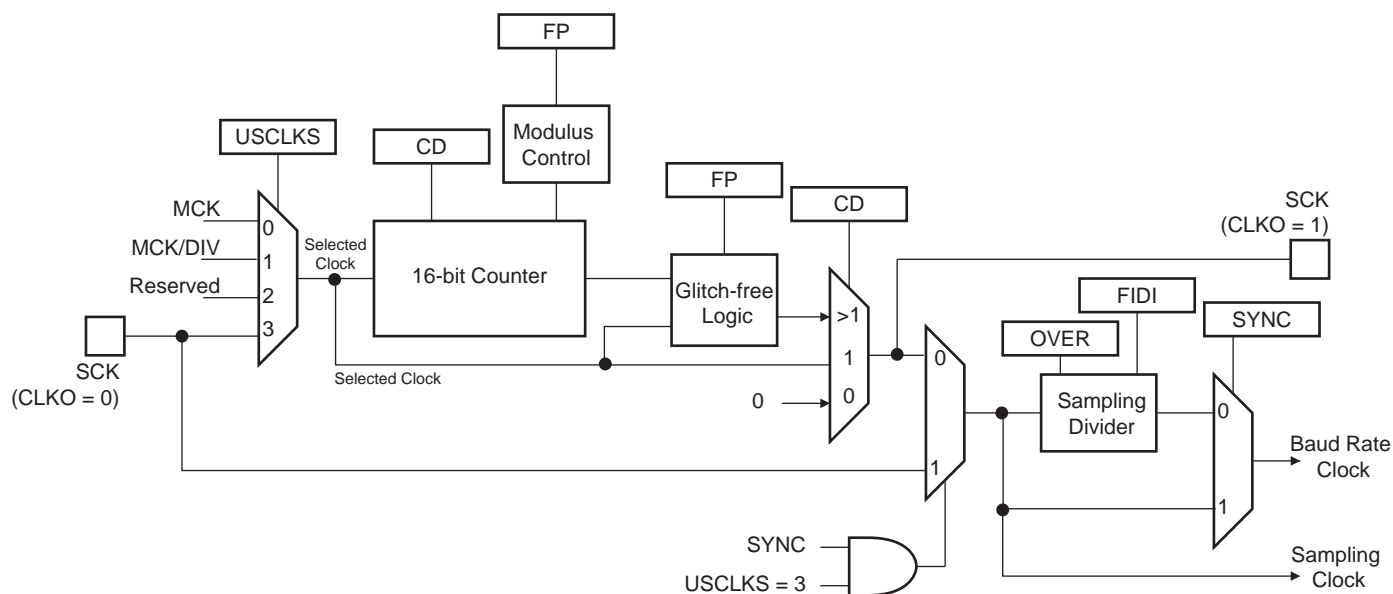 FP
USCLKS
CD
Modulus
Control
FP
CD
SCK
(CLKO = 1)
MCK
0
MCK/DIV
1
Reserved
2
3
Selected
Clock
16-bit Counter
Glitch-free
Logic
>1
1
0
0
FIDI
OVER
SYNC
SCK
(CLKO = 0)
Selected Clock
0
1
Sampling
Divider
0
1
Baud Rate
Clock
SYNC
USCLKS = 3
Sampling
Clock